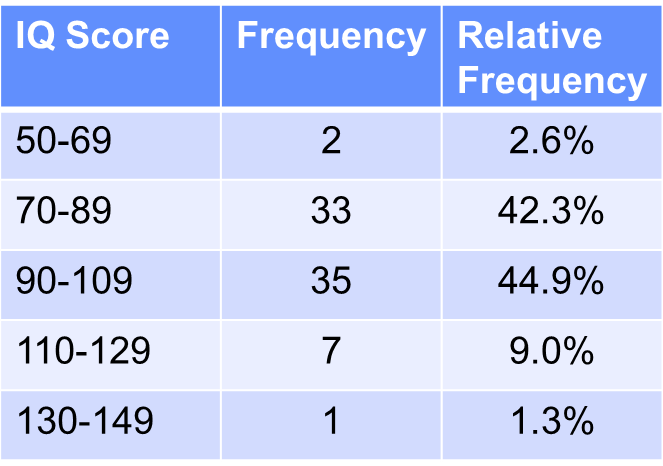 IQ Score Frequency Relative
Frequency
50-69 2 2.6%
70-89 33 42.3%
90-109 35 44.9%
110-129 7 9.0%
130-149 1 1.3%